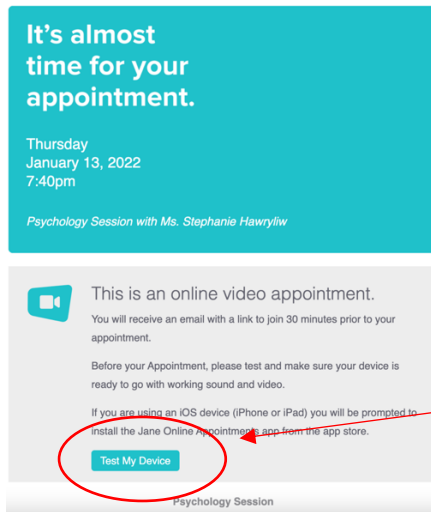 It's almost
time for your
appointment.
Thursday
January 13, 2022
7:40pm
Psychology Session with Ms. Stephanie Hawryliw
This is an online video appointment.
You will receive an email with a link to join 30 minutes prior to your
appointment.
Before your Appointment, please test and make sure your device is
ready to go with working sound and video.
If you are using an iOS device (iPhone or iPad) you will be prompted to
install the Jane Online Appointments app from the app store.
Test My Device
Psychology Session